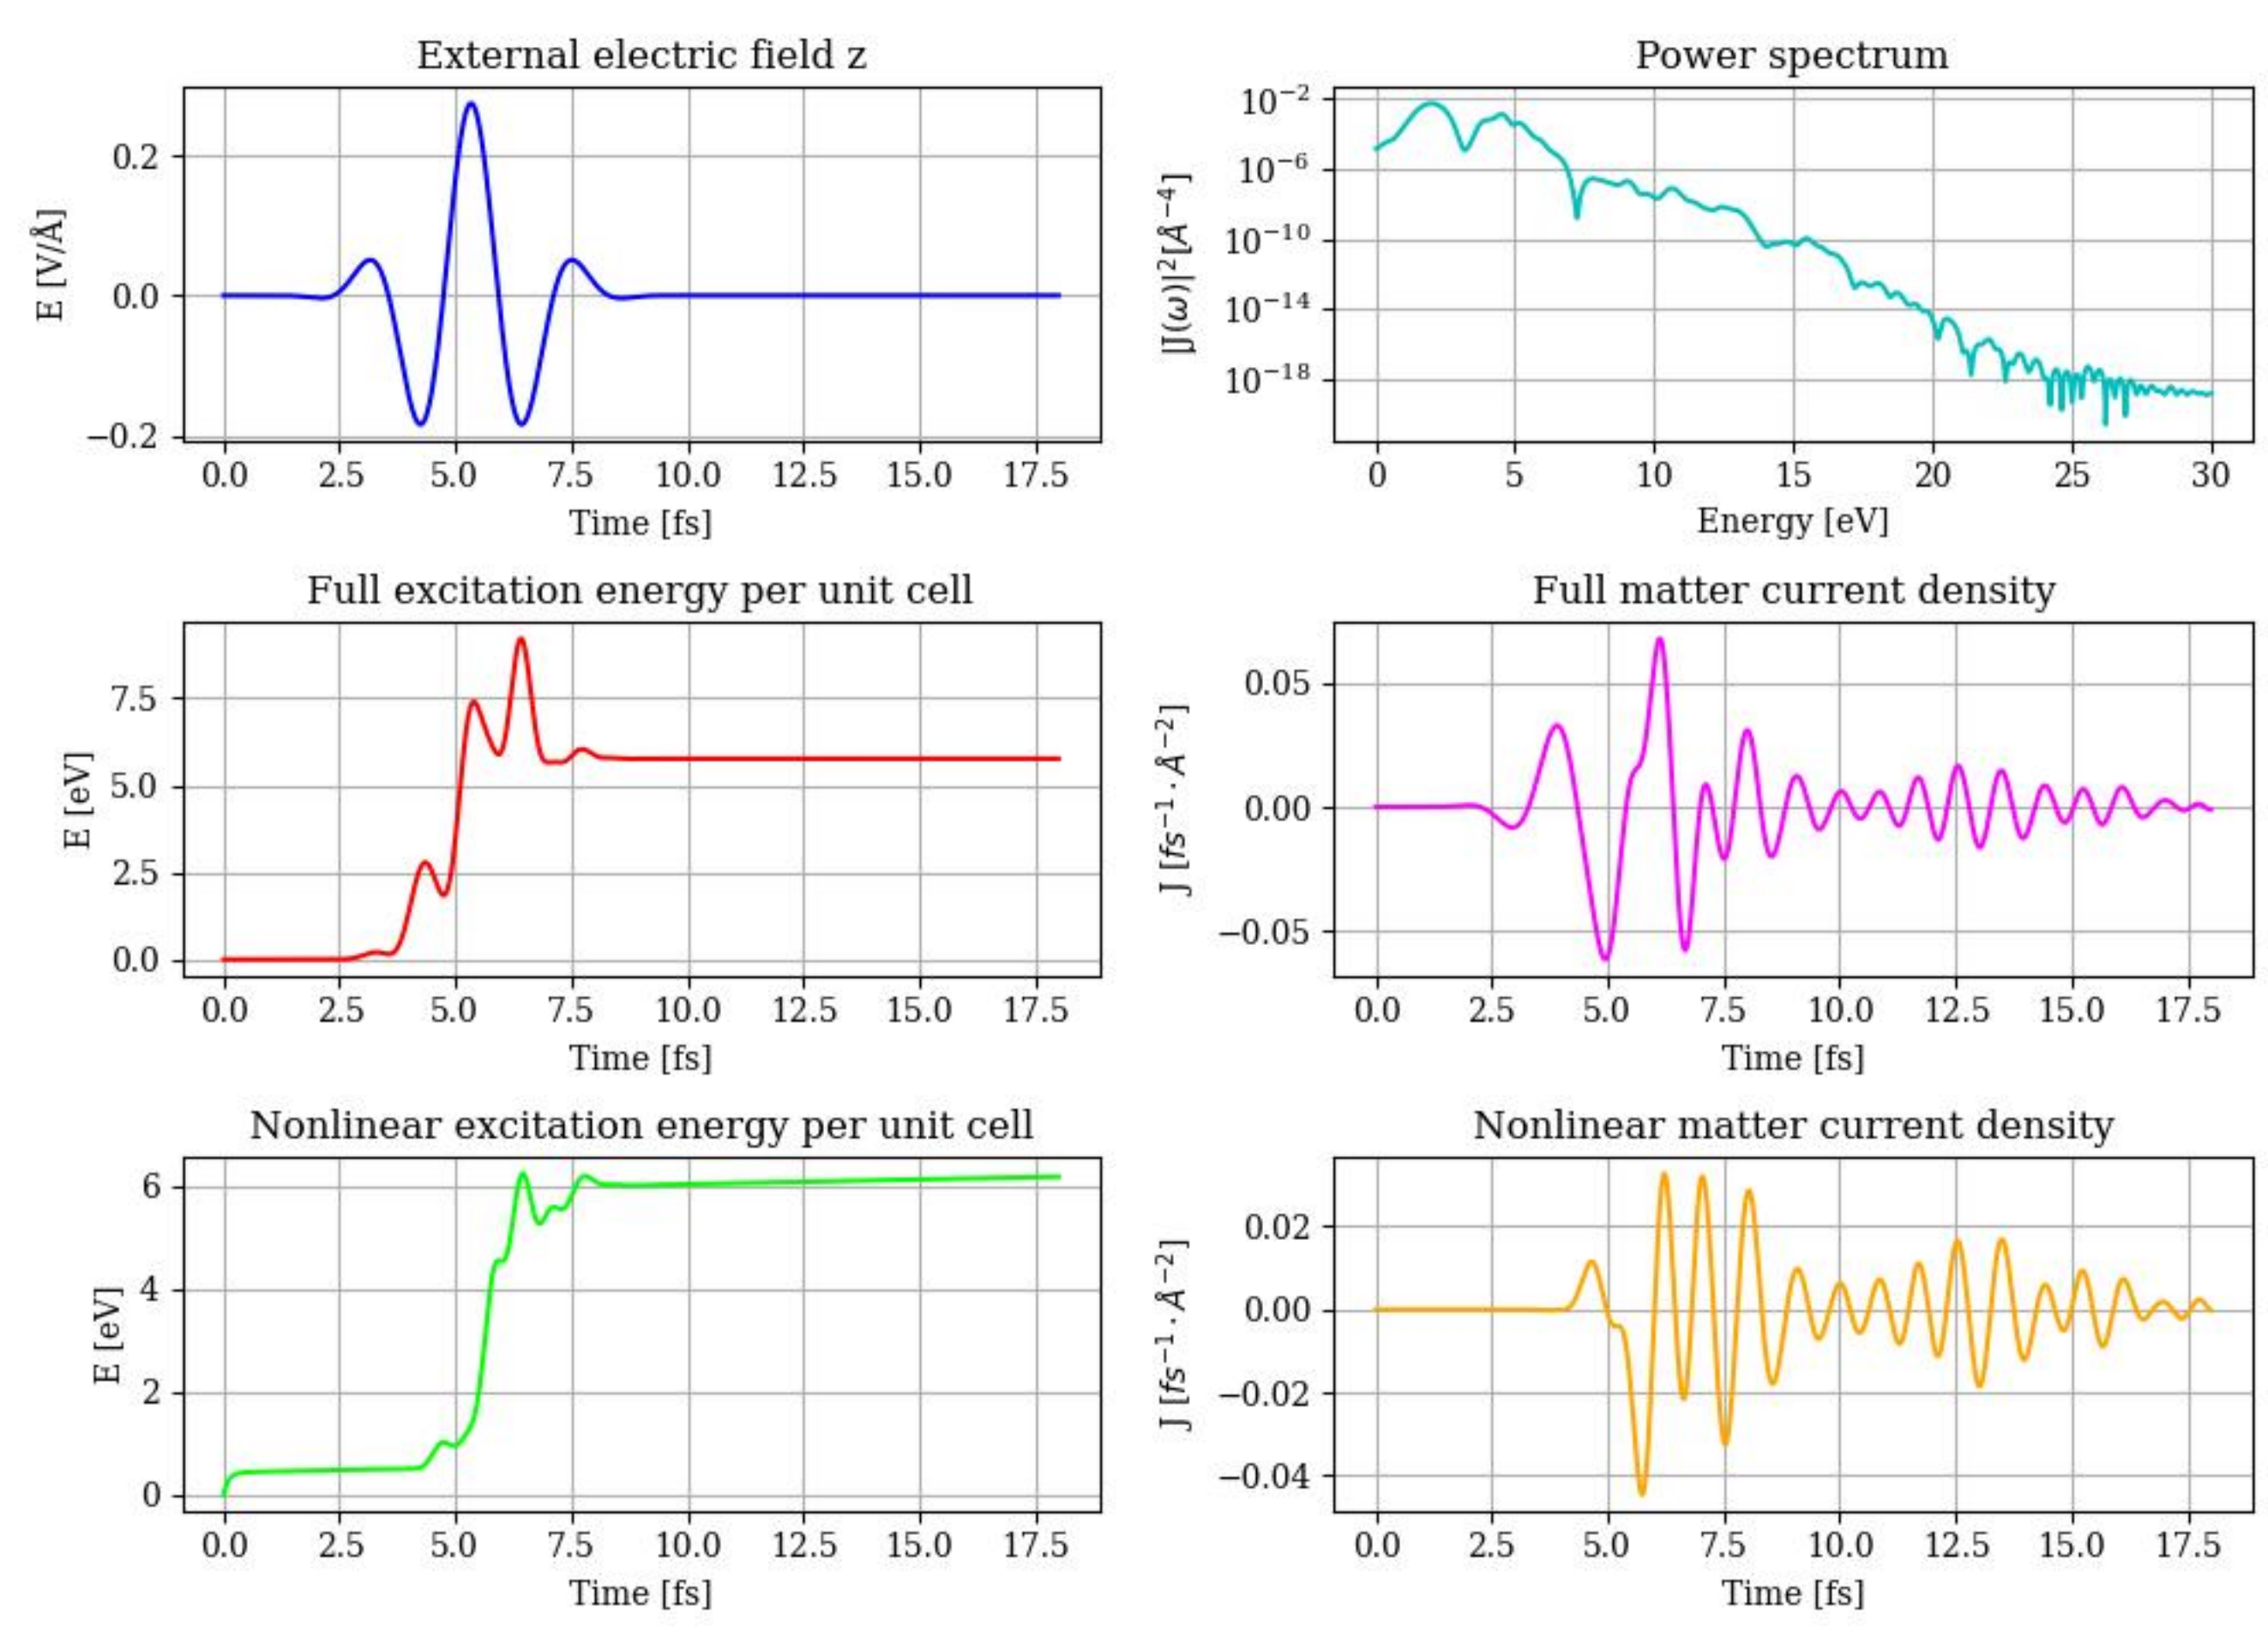 External electric field z
E [V/Å]
0.2
0.0
−0.2
0.0 2.5 5.0 7.5 10.0 12.5 15.0 17.5
Time [fs]
Power spectrum
|J(ω)|²[Å⁻⁴]
10⁻²
10⁻⁶
10⁻¹⁰
10⁻¹⁴
10⁻¹⁸
0 5 10 15 20 25 30
Energy [eV]
Full excitation energy per unit cell
E [eV]
7.5
5.0
2.5
0.0
0.0 2.5 5.0 7.5 10.0 12.5 15.0 17.5
Time [fs]
Full matter current density
J [fs⁻¹·Å⁻²]
0.05
0.00
−0.05
0.0 2.5 5.0 7.5 10.0 12.5 15.0 17.5
Time [fs]
Nonlinear excitation energy per unit cell
E [eV]
6
4
2
0
0.0 2.5 5.0 7.5 10.0 12.5 15.0 17.5
Time [fs]
Nonlinear matter current density
J [fs⁻¹·Å⁻²]
0.02
0.00
−0.02
−0.04
0.0 2.5 5.0 7.5 10.0 12.5 15.0 17.5
Time [fs]